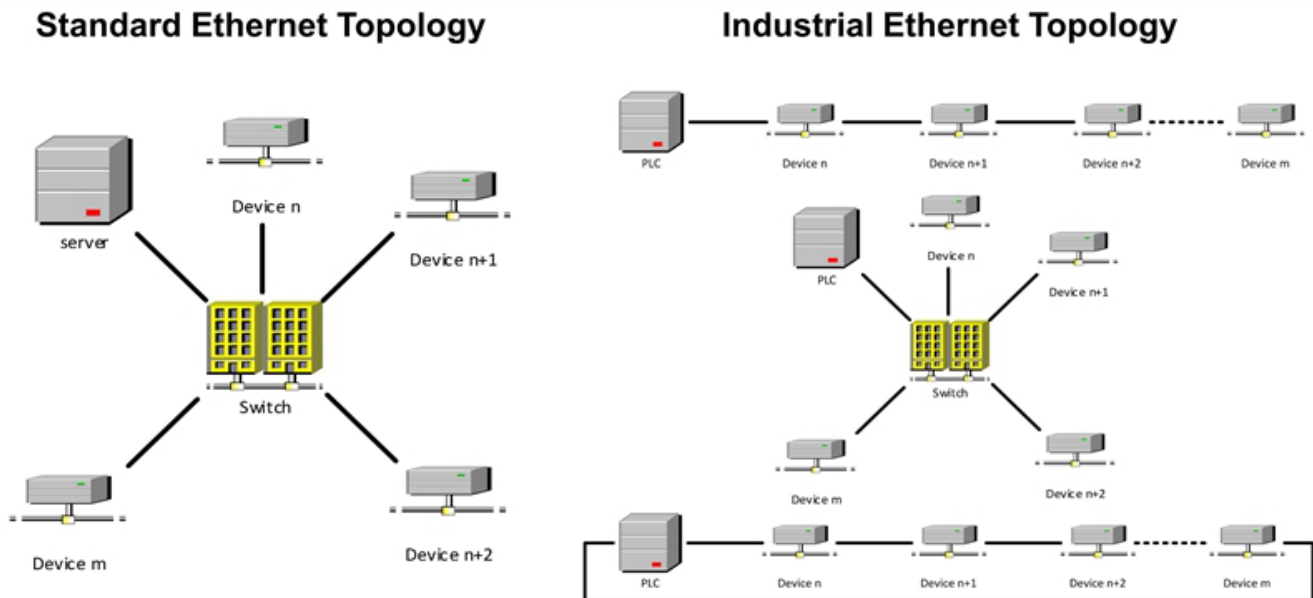 Standard Ethernet Topology
server
Device n
Device n+1
Switch
Device m
Device n+2
Industrial Ethernet Topology
PLC
Device n
Device n+1
Device n+2
Device m
PLC
Device n
Device n+1
Switch
Device m
Device n+2
PLC
Device n
Device n+1
Device n+2
Device m